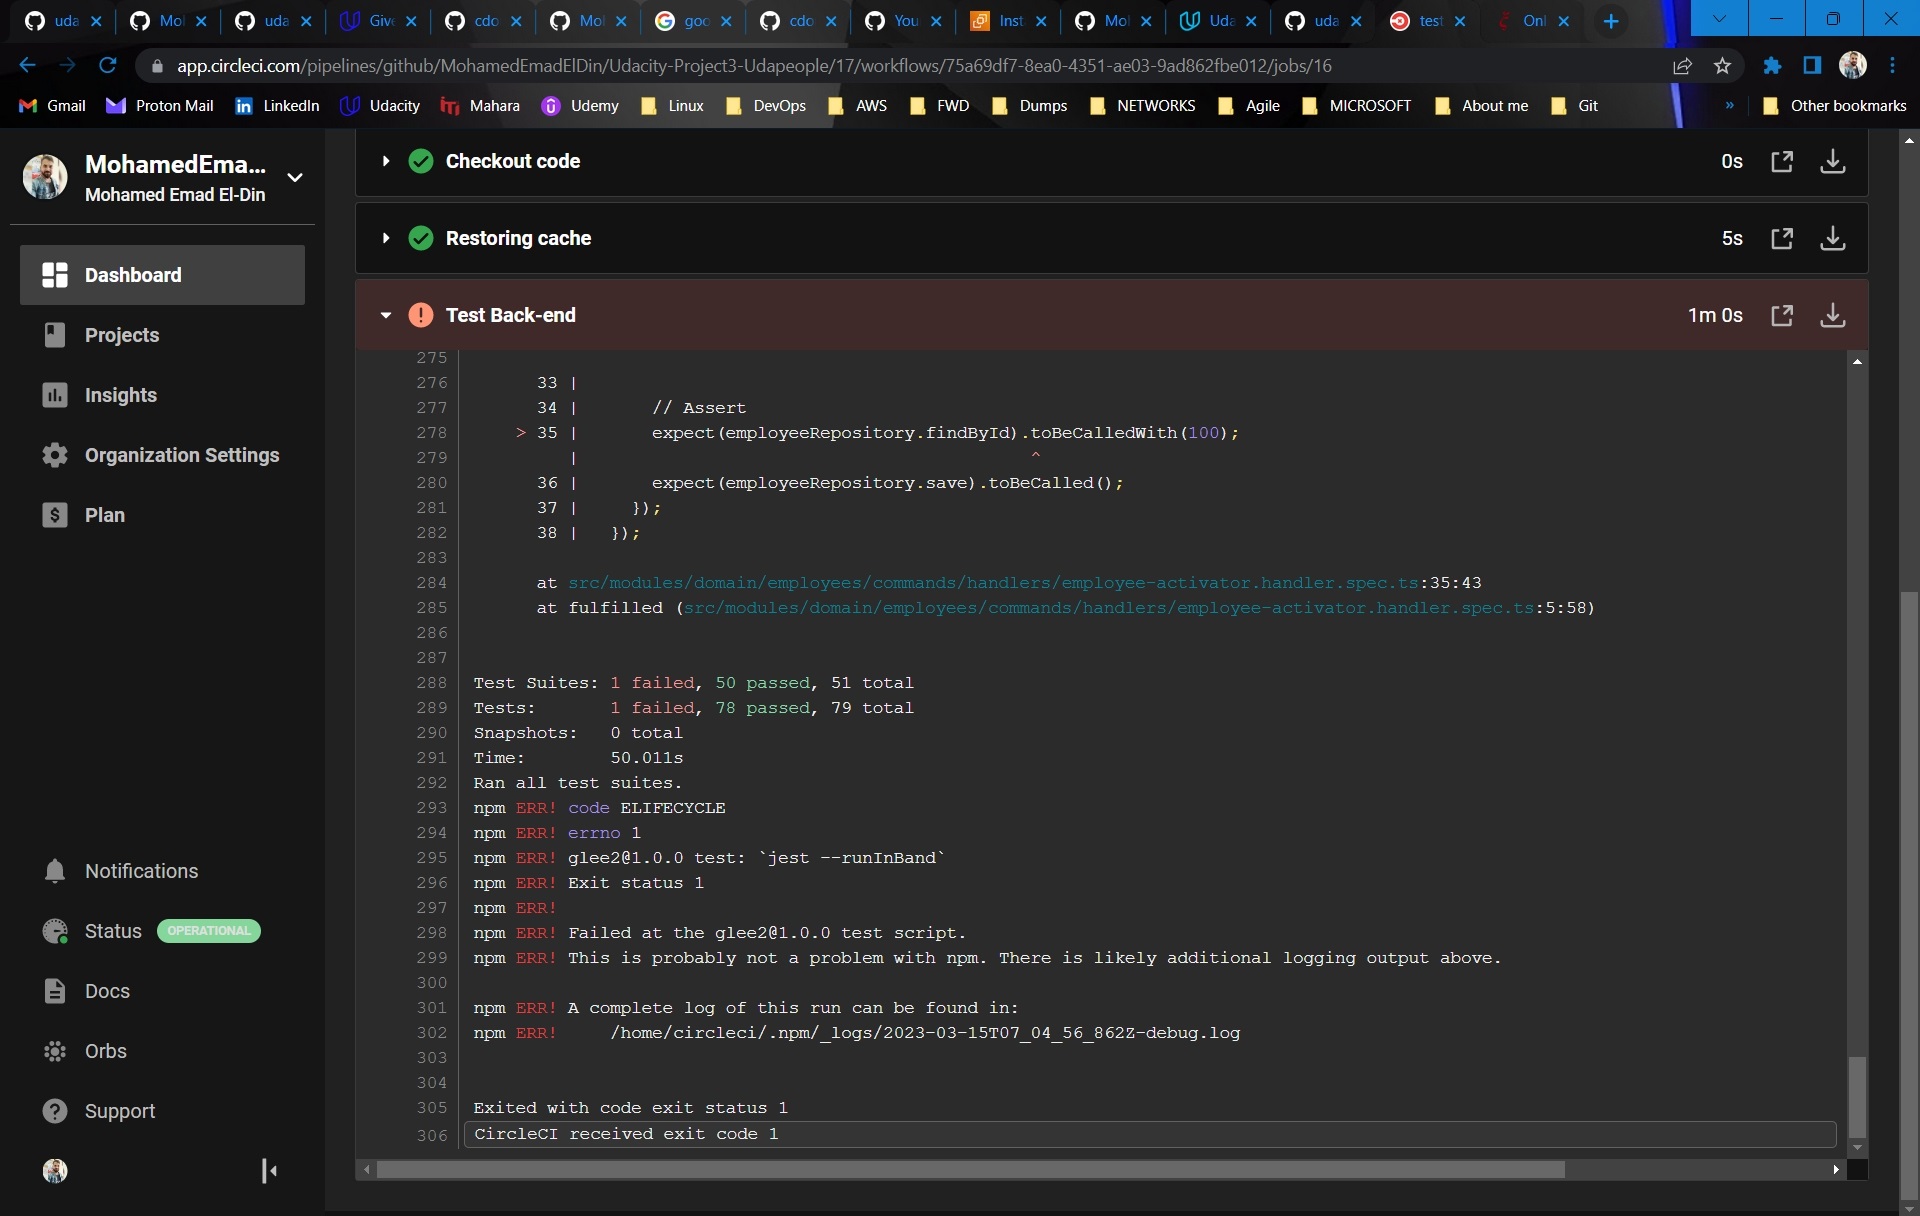 uda Mol uda Give cdo Mol goo cdo You Inst Mol Uda uda test Onl
app.circleci.com/pipelines/github/MohamedEmadElDin/Udacity-Project3-Udapeople/17/workflows/75a69df7-8ea0-4351-ae03-9ad862fbe012/jobs/16
Gmail Proton Mail LinkedIn Udacity Mahara Udemy Linux DevOps AWS FWD Dumps NETWORKS Agile MICROSOFT About me Git » Other bookmarks
MohamedEma...
Mohamed Emad El-Din
Dashboard
Projects
Insights
Organization Settings
Plan
Notifications
Status OPERATIONAL
Docs
Orbs
Support
Checkout code 0s
Restoring cache 5s
Test Back-end 1m 0s
275
276 33 |
277 34 | // Assert
278 > 35 | expect(employeeRepository.findById).toBeCalledWith(100);
279 | ^
280 36 | expect(employeeRepository.save).toBeCalled();
281 37 | });
282 38 | });
283
284 at src/modules/domain/employees/commands/handlers/employee-activator.handler.spec.ts:35:43
285 at fulfilled (src/modules/domain/employees/commands/handlers/employee-activator.handler.spec.ts:5:58)
286
287
288 Test Suites: 1 failed, 50 passed, 51 total
289 Tests: 1 failed, 78 passed, 79 total
290 Snapshots: 0 total
291 Time: 50.011s
292 Ran all test suites.
293 npm ERR! code ELIFECYCLE
294 npm ERR! errno 1
295 npm ERR! glee2@1.0.0 test: `jest --runInBand`
296 npm ERR! Exit status 1
297 npm ERR!
298 npm ERR! Failed at the glee2@1.0.0 test script.
299 npm ERR! This is probably not a problem with npm. There is likely additional logging output above.
300
301 npm ERR! A complete log of this run can be found in:
302 npm ERR! /home/circleci/.npm/_logs/2023-03-15T07_04_56_862Z-debug.log
303
304
305 Exited with code exit status 1
306 CircleCI received exit code 1